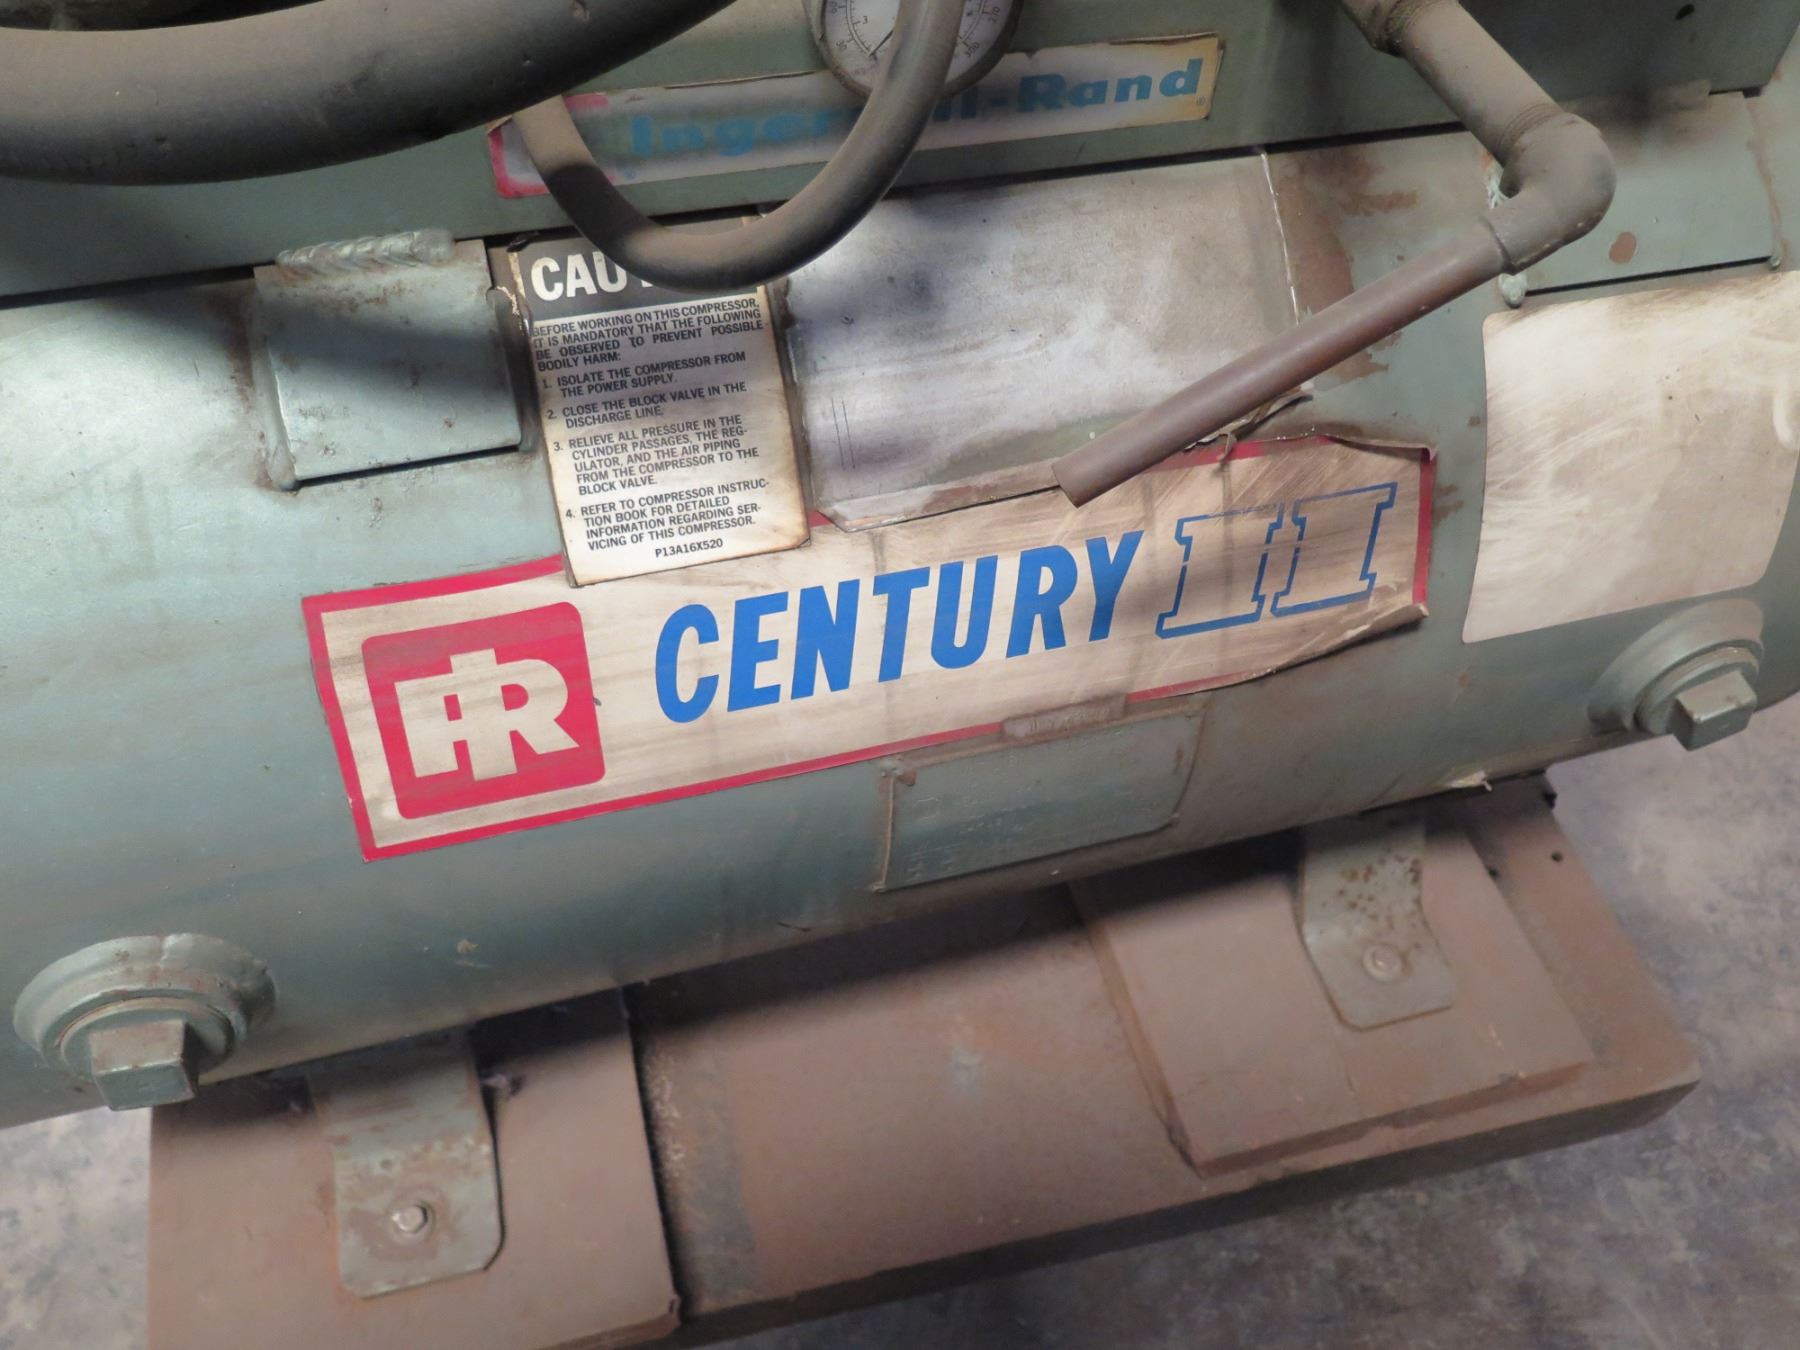 Ingersoll-Rand
CAUTION
BEFORE WORKING ON THIS COMPRESSOR,
IT IS MANDATORY THAT THE FOLLOWING
BE OBSERVED TO PREVENT POSSIBLE
BODILY HARM:
1. ISOLATE THE COMPRESSOR FROM
THE POWER SUPPLY.
2. CLOSE THE BLOCK VALVE IN THE
DISCHARGE LINE.
3. RELIEVE ALL PRESSURE IN THE
CYLINDER PASSAGES, THE REG-
ULATOR, AND THE AIR PIPING
FROM THE COMPRESSOR TO THE
BLOCK VALVE.
4. REFER TO COMPRESSOR INSTRUC-
TION BOOK FOR DETAILED
INFORMATION REGARDING SER-
VICING OF THIS COMPRESSOR.
P13A16X520
IR CENTURY II